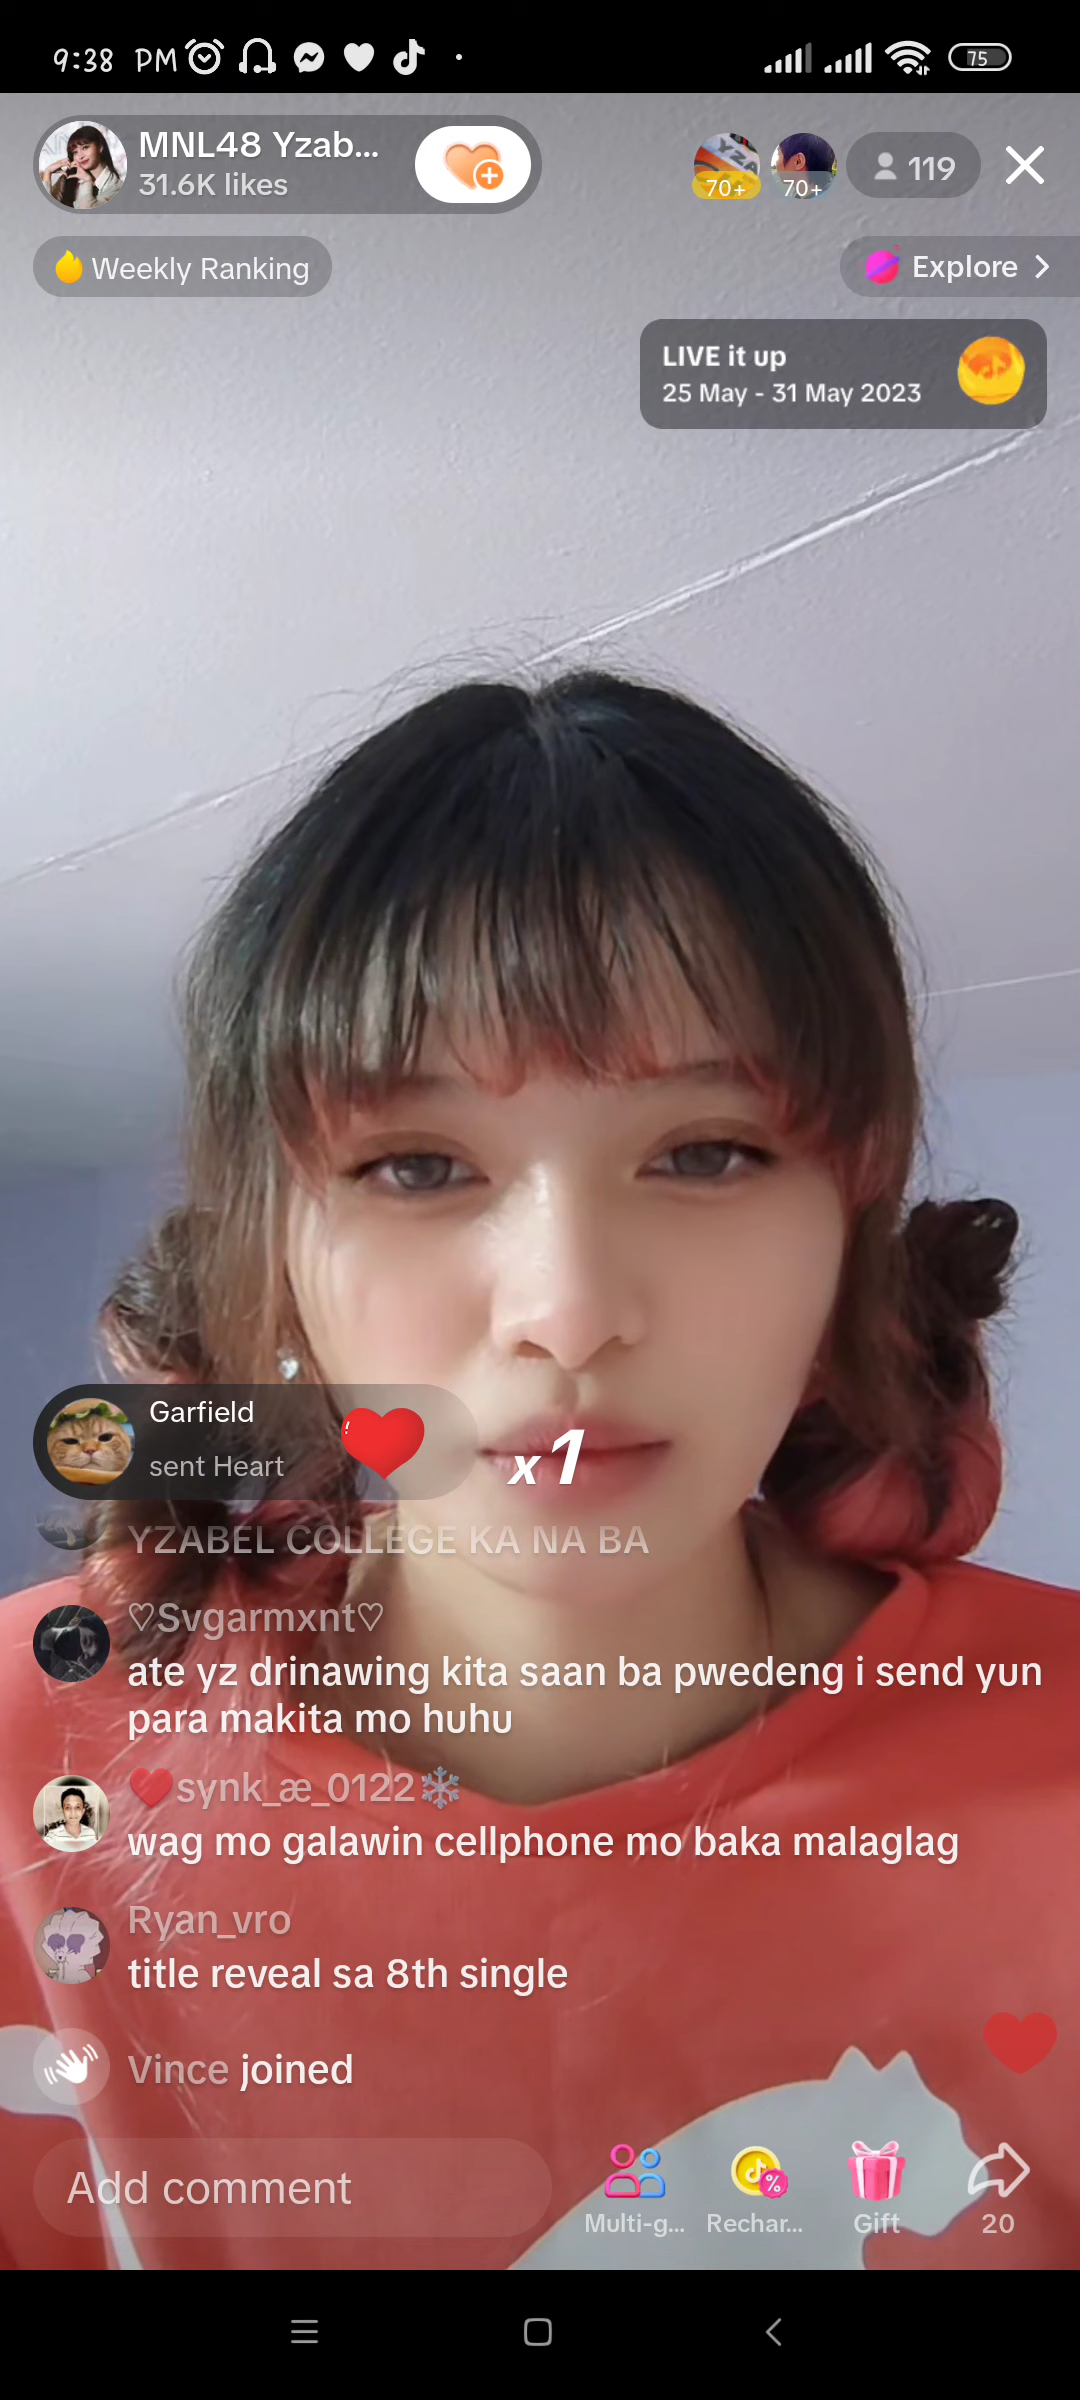 9:38 PM
75
MNL48 Yzab...
31.6K likes
70+
70+
119
Weekly Ranking
Explore
LIVE it up
25 May - 31 May 2023
Garfield
sent Heart
x1
YZABEL COLLEGE KA NA BA
♡Svgarmxnt♡
ate yz drinawing kita saan ba pwedeng i send yun
para makita mo huhu
❤️synk_æ_0122❄️
wag mo galawin cellphone mo baka malaglag
Ryan_vro
title reveal sa 8th single
Vince joined
Add comment
Multi-g...
Rechar...
Gift
20